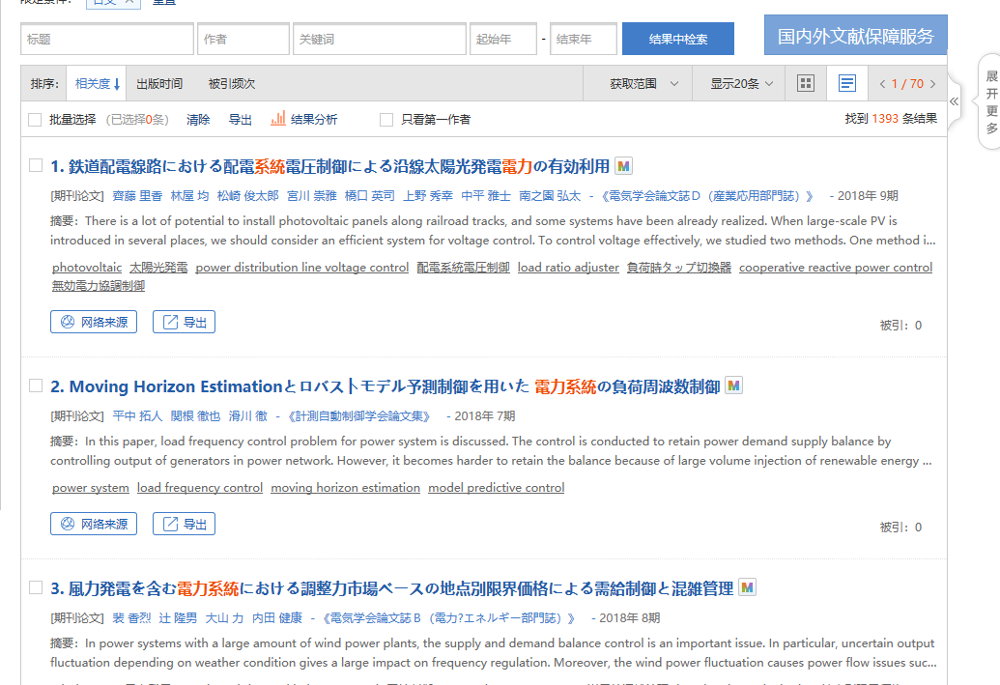 限定条件： 日文 × 重置
标题 作者 关键词 起始年 - 结束年 结果中检索 国内外文献保障服务
排序: 相关度 出版时间 被引频次 获取范围 显示20条 < 1 / 70 >
展开更多
批量选择 （已选择0条） 清除 导出 结果分析 只看第一作者 找到 1393 条结果
1. 鉄道配電線路における配電系統電圧制御による沿線太陽光発電電力の有効利用 M
[期刊论文] 齊藤 里香 林屋 均 松崎 俊太郎 宮川 崇雅 橋口 英司 上野 秀幸 中平 雅士 南之園 弘太 - 《電気学会論文誌Ｄ（産業応用部門誌）》 - 2018年 9期
摘要：There is a lot of potential to install photovoltaic panels along railroad tracks, and some systems have been already realized. When large-scale PV is
introduced in several places, we should consider an efficient system for voltage control. To control voltage effectively, we studied two methods. One method i...
photovoltaic 太陽光発電 power distribution line voltage control 配電系統電圧制御 load ratio adjuster 負荷時タップ切換器 cooperative reactive power control
無効電力協調制御
网络来源 导出 被引：0
2. Moving Horizon Estimationとロバストモデル予測制御を用いた 電力系統の負荷周波数制御 M
[期刊论文] 平中 拓人 関根 徹也 滑川 徹 - 《計測自動制御学会論文集》 - 2018年 7期
摘要：In this paper, load frequency control problem for power system is discussed. The control is conducted to retain power demand supply balance by
controlling output of generators in power network. However, it becomes harder to retain the balance because of large volume injection of renewable energy ...
power system load frequency control moving horizon estimation model predictive control
网络来源 导出 被引：0
3. 風力発電を含む電力系統における調整力市場ベースの地点別限界価格による需給制御と混雑管理 M
[期刊论文] 裴 香烈 辻 隆男 大山 力 内田 健康 - 《電気学会論文誌Ｂ（電力?エネルギー部門誌）》 - 2018年 8期
摘要：In power systems with a large amount of wind power plants, the supply and demand balance control is an important issue. In particular, uncertain output
fluctuation depending on weather condition gives a large impact on frequency regulation. Moreover, the wind power fluctuation causes power flow issues suc...